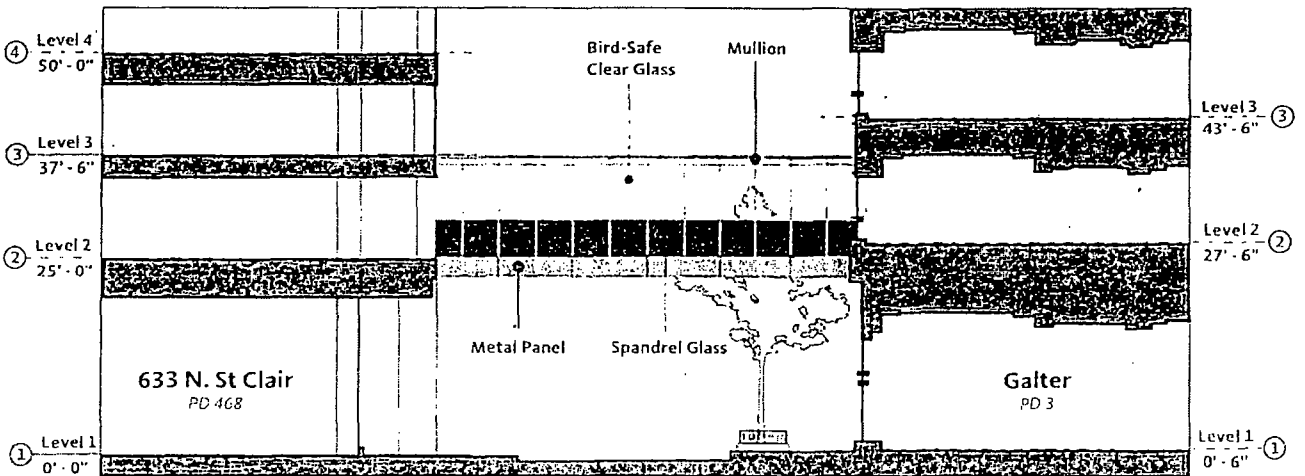 ④ Level 4
50' - 0"
③ Level 3
37' - 6"
② Level 2
25' - 0"
① Level 1
0' - 0"
Bird-Safe
Clear Glass
Mullion
Metal Panel
Spandrel Glass
633 N. St Clair
PD 468
Galter
PD 3
Level 3 ③
43' - 6"
Level 2 ②
27' - 6"
Level 1 ①
0' - 6"